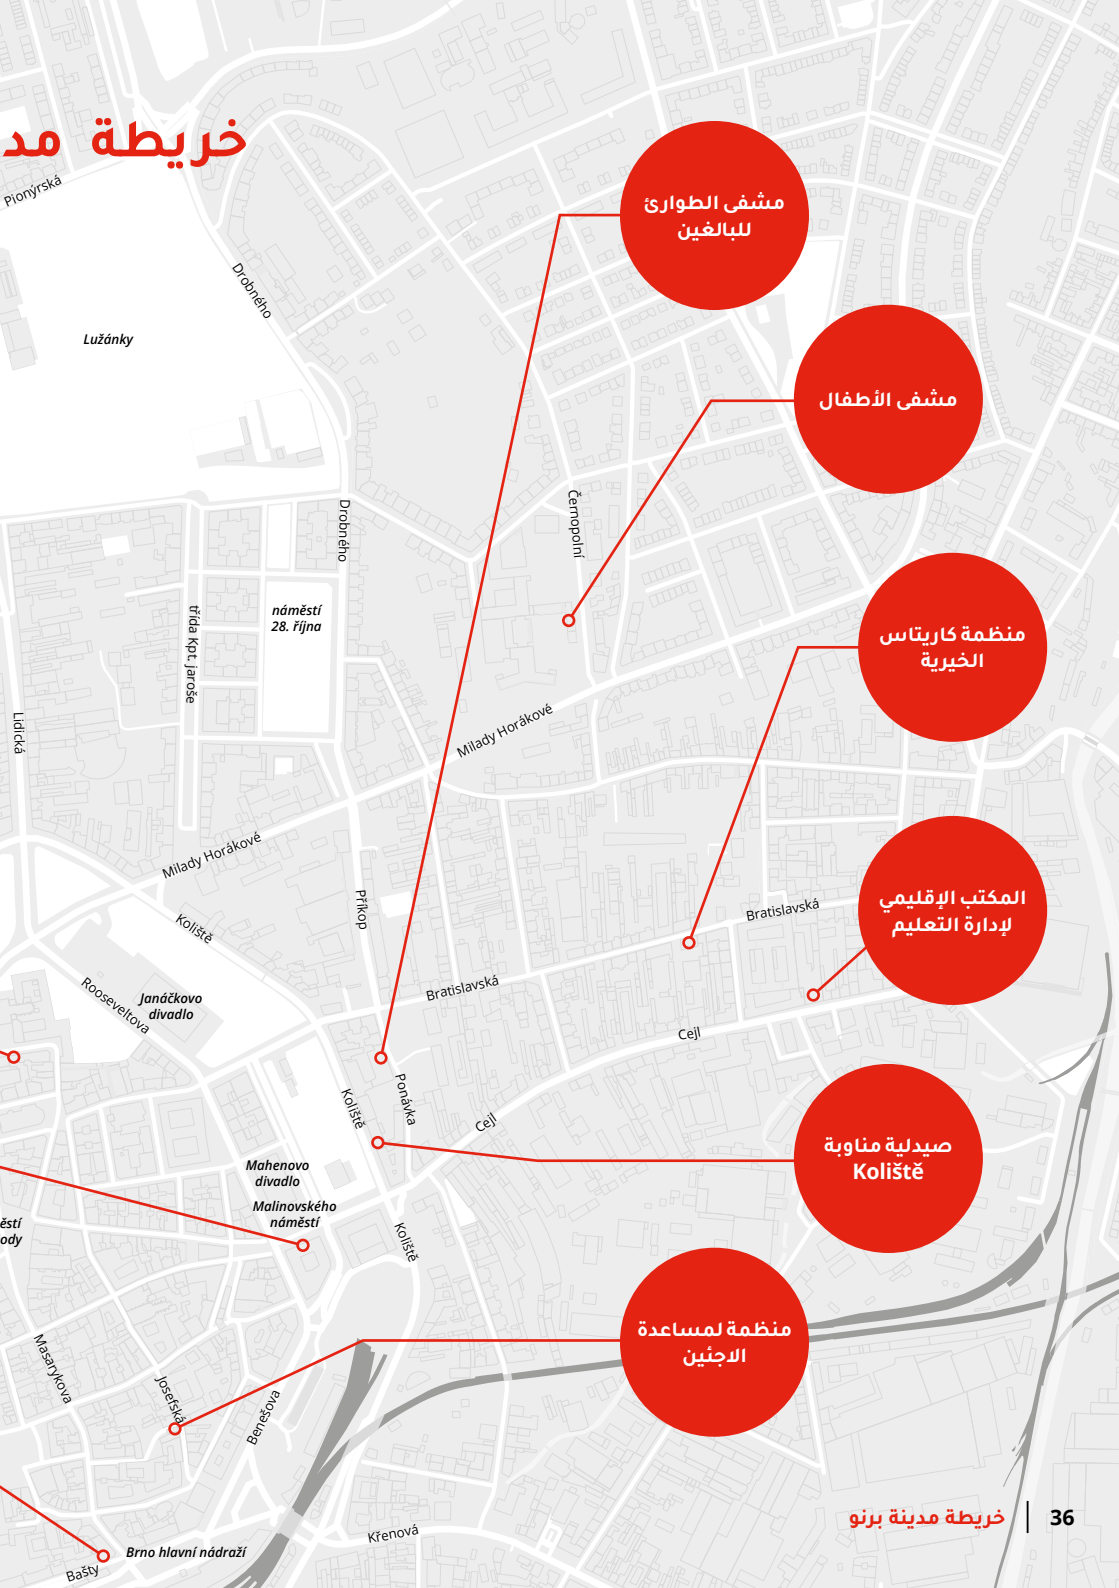 خريطة مد
Pionýrská
Drobného
Lužánky
مشفى الطوارئ
للبالغين
مشفى الأطفال
Černopolní
Drobného
náměstí
28. října
třída Kpt. jaroše
منظمة كاريتاس
الخيرية
Lidická
Milady Horákové
Milady Horákové
Příkop
Koliště
المكتب الإقليمي
لإدارة التعليم
Bratislavská
Bratislavská
Rooseveltova
Janáčkovo
divadlo
Cejl
Koliště
Ponávka
Cejl
صيدلية مناوبة
Koliště
Mahenovo
divadlo
Malinovského
náměstí
ěstí
ody
Koliště
منظمة لمساعدة
الاجئين
Masarykova
Josefská
Benešova
Křenová
Brno hlavní nádraží
Bašty
36 | خريطة مدينة برنو